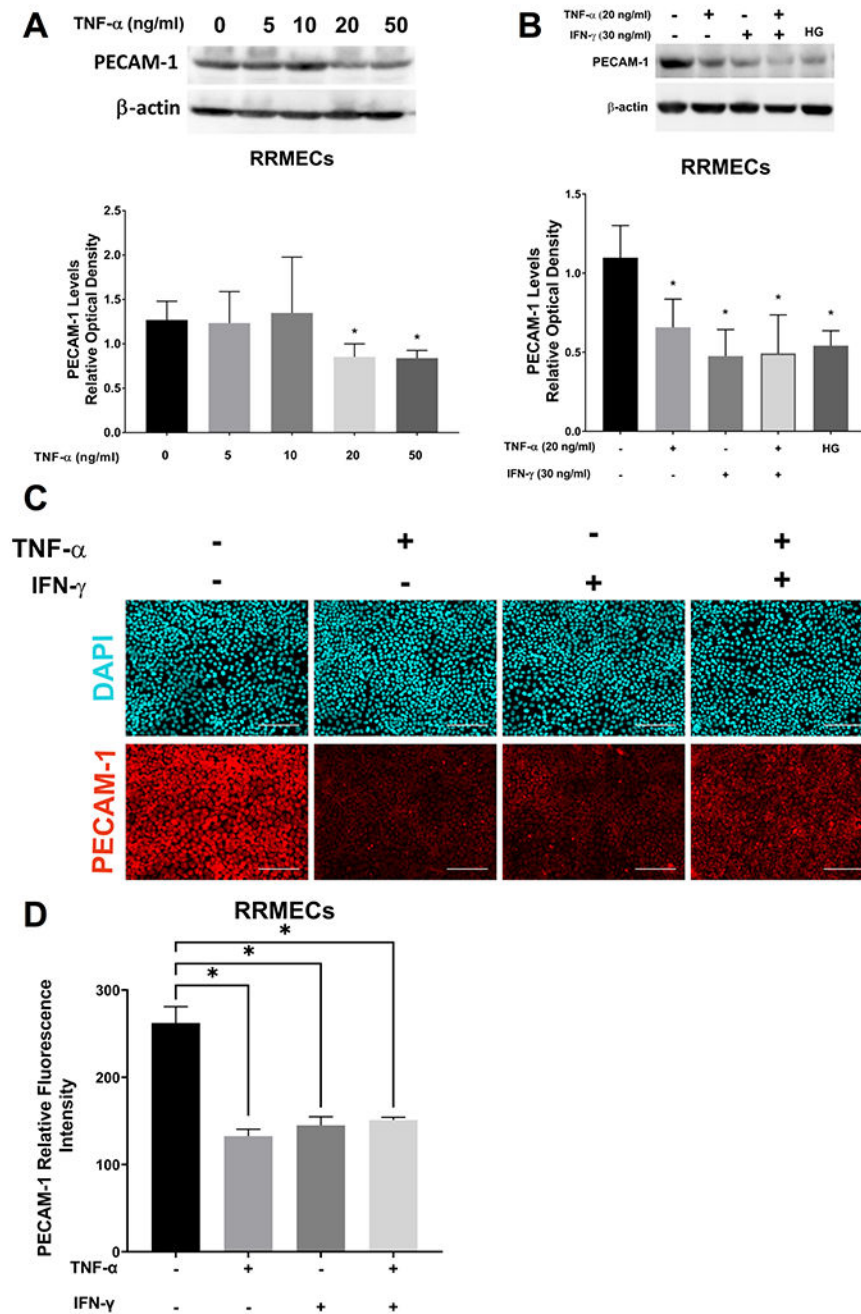 A
TNF-α (ng/ml) 0 5 10 20 50
PECAM-1
β-actin
RRMECs
PECAM-1 Levels
Relative Optical Density
2.5
2.0
1.5
1.0
0.5
0.0
* *
TNF-α (ng/ml) 0 5 10 20 50
B
TNF-α (20 ng/ml) - + - +
IFN-γ (30 ng/ml) - - + + HG
PECAM-1
β-actin
RRMECs
PECAM-1 Levels
Relative Optical Density
1.5
1.0
0.5
0.0
* * * *
TNF-α (20 ng/ml) - + - + HG
IFN-γ (30 ng/ml) - - + +
C
TNF-α - + - +
IFN-γ - - + +
DAPI
PECAM-1
D
RRMECs
PECAM-1 Relative Fluorescence
Intensity
300
200
100
0
*
*
*
TNF-α - + - +
IFN-γ - - + +